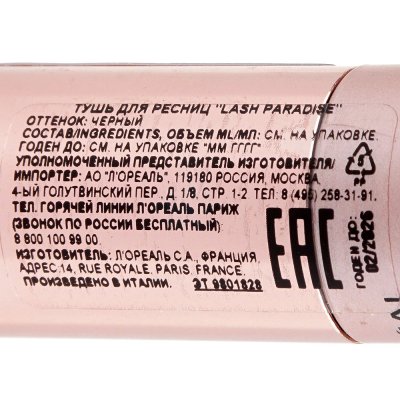 ТУШЬ ДЛЯ РЕСНИЦ "LASH PARADISE"
ОТТЕНОК: ЧЕРНЫЙ
СОСТАВ/INGREDIENTS, ОБЪЕМ ML/МЛ: СМ. НА УПАКОВКЕ.
ГОДЕН ДО: СМ. НА УПАКОВКЕ "ММ ГГГГ"
УПОЛНОМОЧЕННЫЙ ПРЕДСТАВИТЕЛЬ ИЗГОТОВИТЕЛЯ/
ИМПОРТЕР: АО "Л'ОРЕАЛЬ", 119180 РОССИЯ, МОСКВА,
4-ЫЙ ГОЛУТВИНСКИЙ ПЕР., Д. 1/8, СТР. 1-2 ТЕЛ: 8 (495) 258-31-91.
ТЕЛ. ГОРЯЧЕЙ ЛИНИИ Л'ОРЕАЛЬ ПАРИЖ
(ЗВОНОК ПО РОССИИ БЕСПЛАТНЫЙ):
8 800 100 99 00.
ИЗГОТОВИТЕЛЬ: Л'ОРЕАЛЬ С.А., ФРАНЦИЯ,
АДРЕС:14, RUE ROYALE, PARIS, FRANCE.
ПРОИЗВЕДЕНО В ИТАЛИИ. ЭТ 9801828
EAC
ГОДЕН ДО:
02/2026